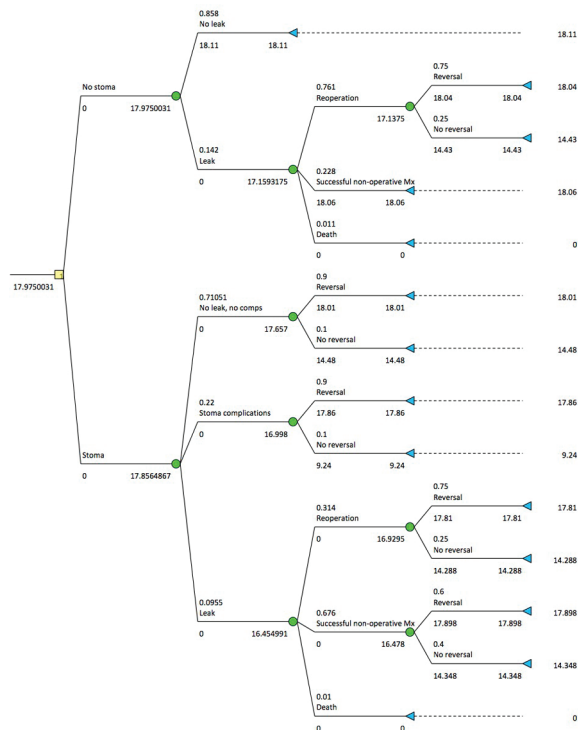 0.858
No leak
18.11 18.11 18.11
0.75
Reversal
18.04 18.04 18.04
0.761
Reoperation
No stoma
0 17.9750031
0 17.1375
0.25
No reversal
14.43 14.43 14.43
0.142
Leak
0 17.1593175
0.228
Successful non-operative Mx
18.06 18.06 18.06
0.011
Death
0 0 0
17.9750031
0.9
Reversal
18.01 18.01 18.01
0.71051
No leak, no comps
0 17.657
0.1
No reversal
14.48 14.48 14.48
0.9
Reversal
17.86 17.86 17.86
0.22
Stoma complications
0 16.998
0.1
No reversal
9.24 9.24 9.24
Stoma
0 17.8564867
0.75
Reversal
17.81 17.81 17.81
0.314
Reoperation
0 16.9295
0.25
No reversal
14.288 14.288 14.288
0.0955
Leak
0 16.454991
0.6
Reversal
17.898 17.898 17.898
0.676
Successful non-operative Mx
0 16.478
0.4
No reversal
14.348 14.348 14.348
0.01
Death
0 0 0